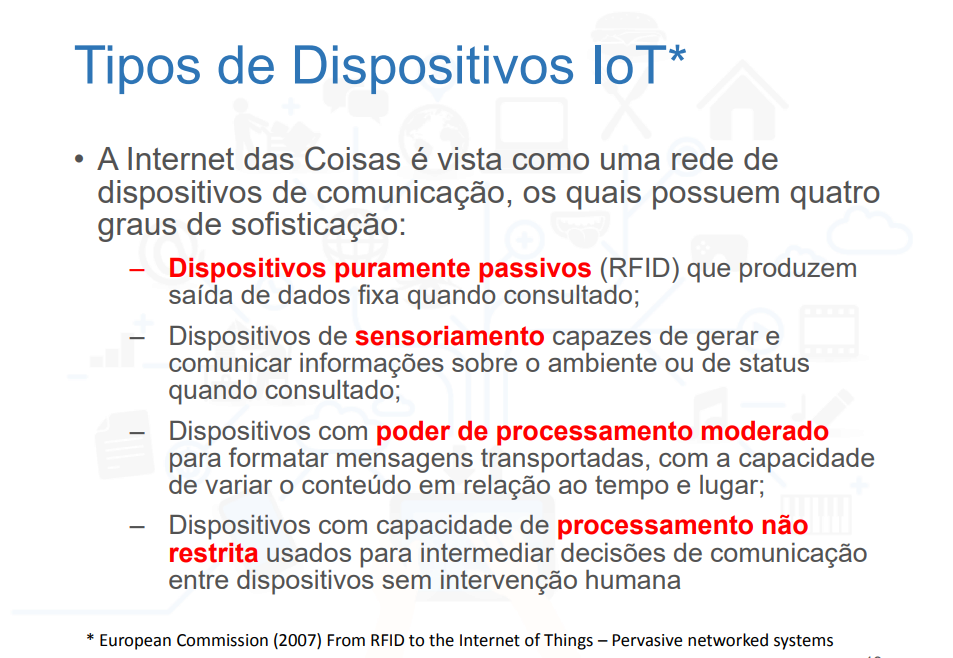 Tipos de Dispositivos IoT*
• A Internet das Coisas é vista como uma rede de
dispositivos de comunicação, os quais possuem quatro
graus de sofisticação:
– Dispositivos puramente passivos (RFID) que produzem
saída de dados fixa quando consultado;
– Dispositivos de sensoriamento capazes de gerar e
comunicar informações sobre o ambiente ou de status
quando consultado;
– Dispositivos com poder de processamento moderado
para formatar mensagens transportadas, com a capacidade
de variar o conteúdo em relação ao tempo e lugar;
– Dispositivos com capacidade de processamento não
restrita usados para intermediar decisões de comunicação
entre dispositivos sem intervenção humana
* European Commission (2007) From RFID to the Internet of Things – Pervasive networked systems